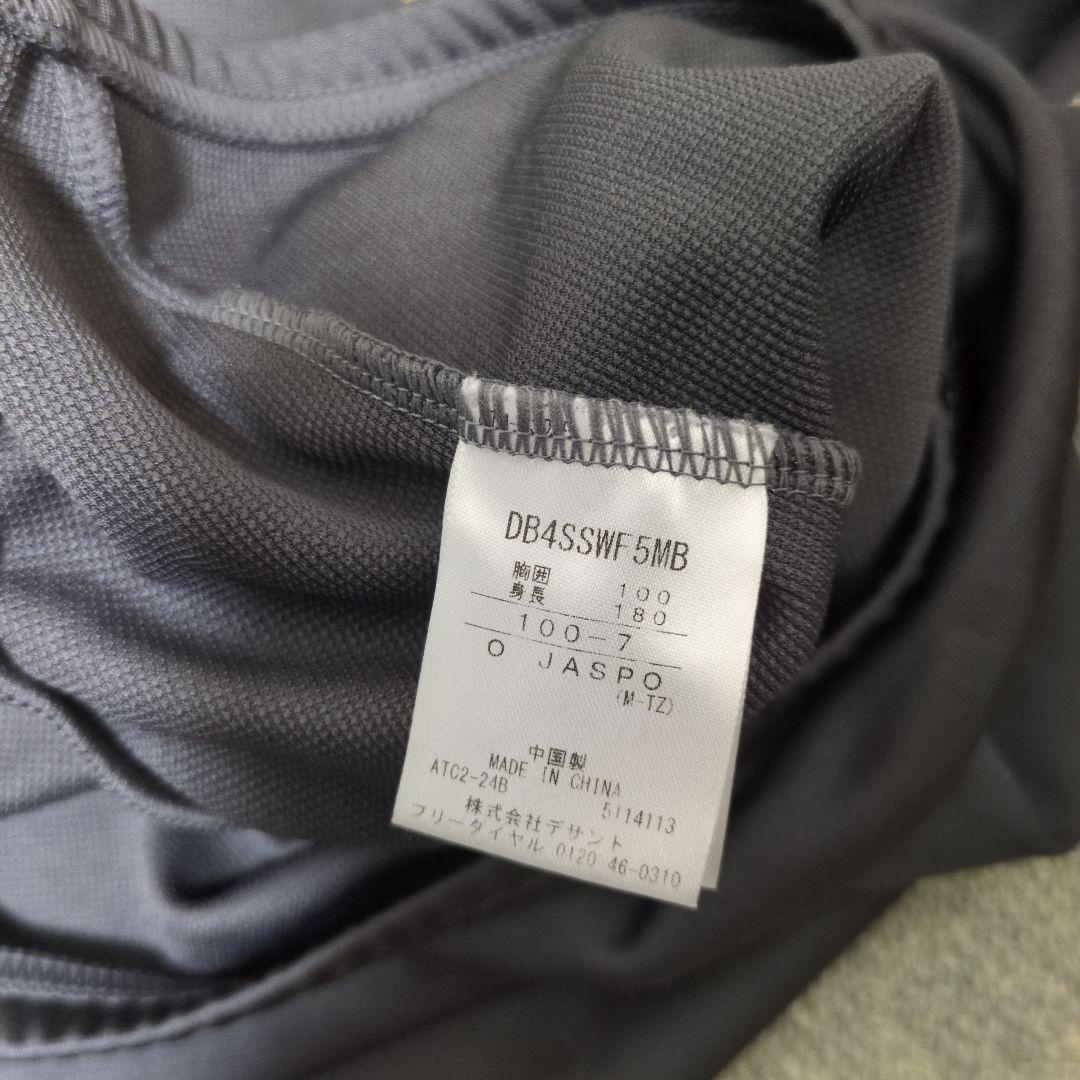 DB4SSWF5MB
胸囲 100
身長 180
100-7
O JASPO
(M-TZ)
中国製
MADE IN CHINA
ATC2-24B 5114113
株式会社デサント
フリーダイヤル 0120 46-0310